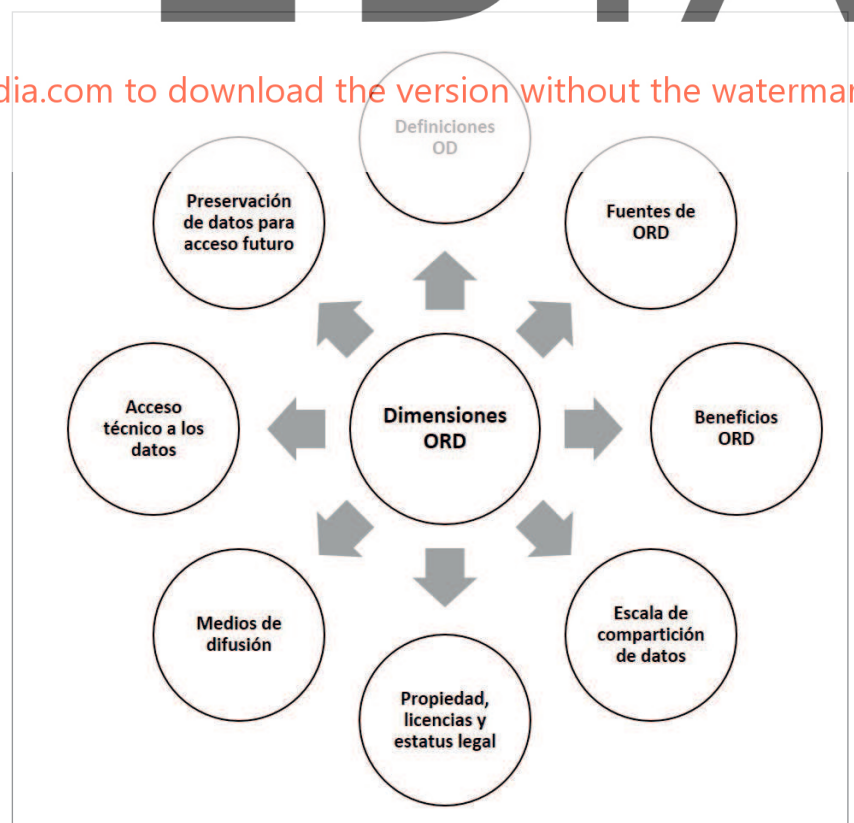 dia.com to download the version without the watermar
Definiciones
OD
Fuentes de
ORD
Beneficios
ORD
Escala de
compartición
de datos
Propiedad,
licencias y
estatus legal
Medios de
difusión
Acceso
técnico a los
datos
Preservación
de datos para
acceso futuro
Dimensiones
ORD